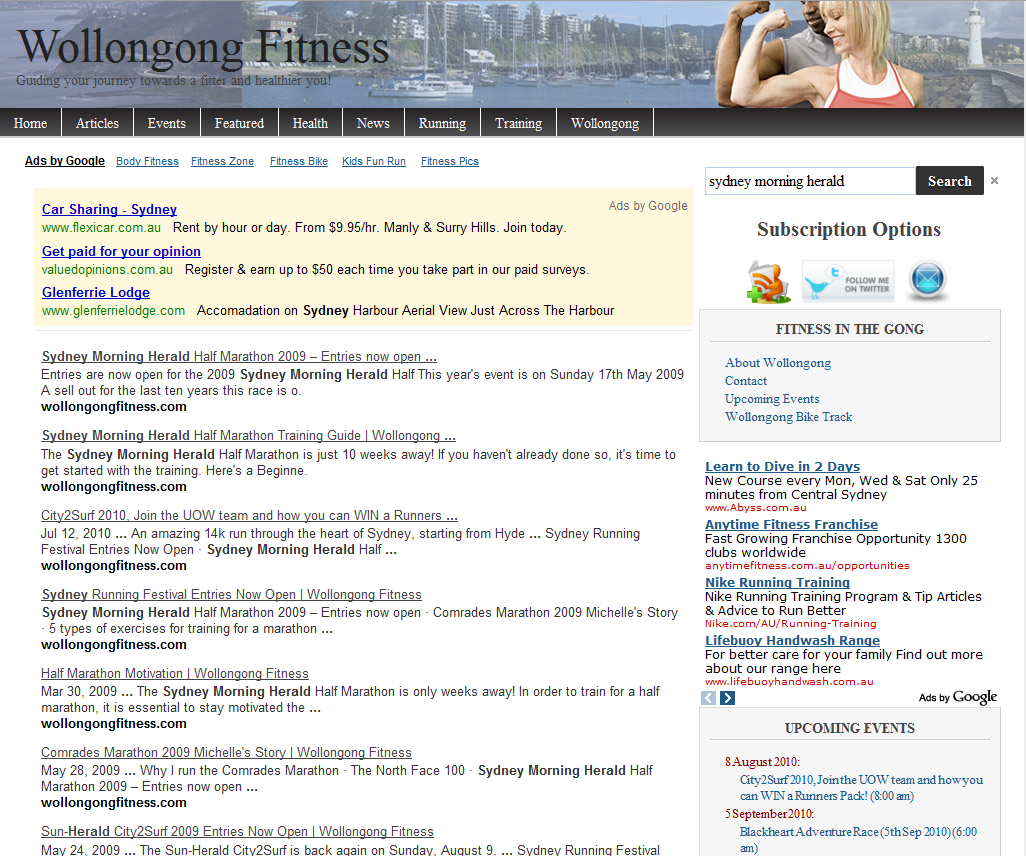 Wollongong Fitness
Guiding your journey towards a fitter and healthier you!
Home Articles Events Featured Health News Running Training Wollongong
Ads by Google Body Fitness Fitness Zone Fitness Bike Kids Fun Run Fitness Pics
Ads by Google
Car Sharing - Sydney
www.flexicar.com.au Rent by hour or day. From $9.95/hr. Manly & Surry Hills. Join today.
Get paid for your opinion
valuedopinions.com.au Register & earn up to $50 each time you take part in our paid surveys.
Glenferrie Lodge
www.glenferrielodge.com Accomadation on Sydney Harbour Aerial View Just Across The Harbour
Sydney Morning Herald Half Marathon 2009 – Entries now open ...
Entries are now open for the 2009 Sydney Morning Herald Half This year's event is on Sunday 17th May 2009
A sell out for the last ten years this race is o.
wollongongfitness.com
Sydney Morning Herald Half Marathon Training Guide | Wollongong ...
The Sydney Morning Herald Half Marathon is just 10 weeks away! If you haven't already done so, it's time to
get started with the training. Here's a Beginne.
wollongongfitness.com
City2Surf 2010, Join the UOW team and how you can WIN a Runners ...
Jul 12, 2010 ... An amazing 14k run through the heart of Sydney, starting from Hyde ... Sydney Running
Festival Entries Now Open · Sydney Morning Herald Half ...
wollongongfitness.com
Sydney Running Festival Entries Now Open | Wollongong Fitness
Sydney Morning Herald Half Marathon 2009 – Entries now open · Comrades Marathon 2009 Michelle's Story
· 5 types of exercises for training for a marathon ...
wollongongfitness.com
Half Marathon Motivation | Wollongong Fitness
Mar 30, 2009 ... The Sydney Morning Herald Half Marathon is only weeks away! In order to train for a half
marathon, it is essential to stay motivated the ...
wollongongfitness.com
Comrades Marathon 2009 Michelle's Story | Wollongong Fitness
May 28, 2009 ... Why I run the Comrades Marathon · The North Face 100 · Sydney Morning Herald Half
Marathon 2009 – Entries now open ...
wollongongfitness.com
Sun-Herald City2Surf 2009 Entries Now Open | Wollongong Fitness
May 24, 2009 ... The Sun-Herald City2Surf is back again on Sunday, August 9. ... Sydney Running Festival
sydney morning herald Search ×
Subscription Options
FOLLOW ME
ON TWITTER
FITNESS IN THE GONG
About Wollongong
Contact
Upcoming Events
Wollongong Bike Track
Learn to Dive in 2 Days
New Course every Mon, Wed & Sat Only 25
minutes from Central Sydney
www.Abyss.com.au
Anytime Fitness Franchise
Fast Growing Franchise Opportunity 1300
clubs worldwide
anytimefitness.com.au/opportunities
Nike Running Training
Nike Running Training Program & Tip Articles
& Advice to Run Better
Nike.com/AU/Running-Training
Lifebuoy Handwash Range
For better care for your family Find out more
about our range here
www.lifebuoyhandwash.com.au
Ads by Google
UPCOMING EVENTS
8 August 2010:
City2Surf 2010, Join the UOW team and how you
can WIN a Runners Pack! (8:00 am)
5 September 2010:
Blackheart Adventure Race (5th Sep 2010) (6:00
am)